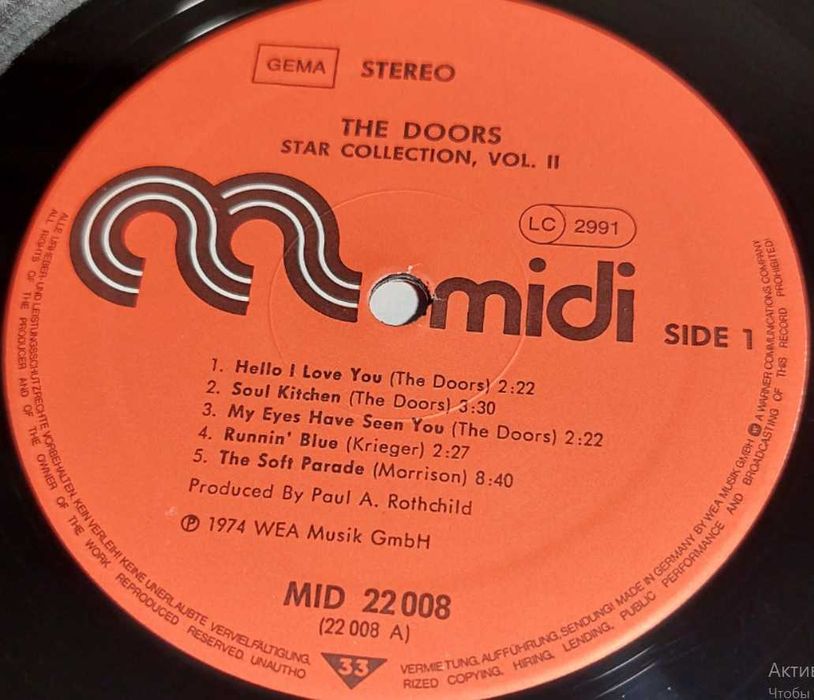 GEMA STEREO
THE DOORS
STAR COLLECTION, VOL. II
LC 2991
midi
SIDE 1
1. Hello I Love You (The Doors) 2:22
2. Soul Kitchen (The Doors) 3:30
3. My Eyes Have Seen You (The Doors) 2:22
4. Runnin' Blue (Krieger) 2:27
5. The Soft Parade (Morrison) 8:40
Produced By Paul A. Rothchild
℗ 1974 WEA Musik GmbH
MID 22 008
(22 008 A)
33
ALLE URHEBER- UND LEISTUNGSSCHUTZRECHTE VORBEHALTEN. KEIN VERLEIH! KEINE UNERLAUBTE VERVIELFÄLTIGUNG,
VERMIETUNG, AUFFÜHRUNG, SENDUNG! MADE IN GERMANY BY WEA MUSIK GMBH A WARNER COMMUNICATIONS COMPANY
ALL RIGHTS OF THE PRODUCER AND OF THE OWNER OF THE WORK REPRODUCED RESERVED. UNAUTHO
RIZED COPYING, HIRING, LENDING, PUBLIC PERFORMANCE AND BROADCASTING OF THIS RECORD PROHIBITED!
Чтобы